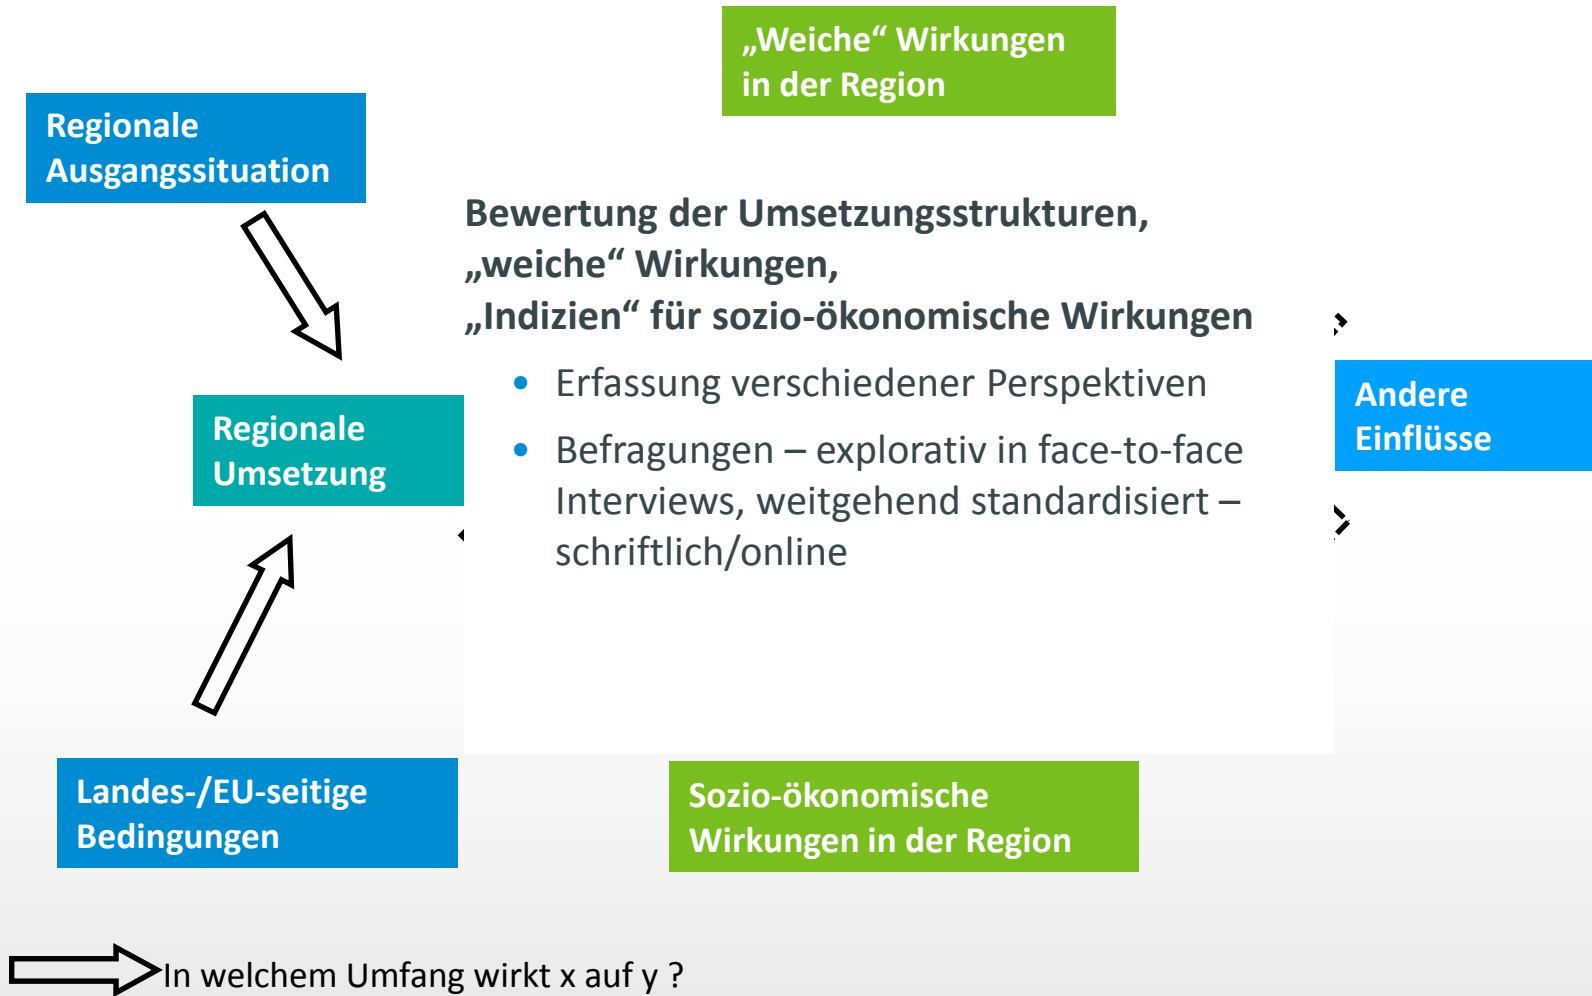 „Weiche“ Wirkungen
in der Region
Regionale
Ausgangssituation
Bewertung der Umsetzungsstrukturen,
„weiche“ Wirkungen,
„Indizien“ für sozio-ökonomische Wirkungen
• Erfassung verschiedener Perspektiven
• Befragungen – explorativ in face-to-face
Interviews, weitgehend standardisiert –
schriftlich/online
Regionale
Umsetzung
Andere
Einflüsse
Landes-/EU-seitige
Bedingungen
Sozio-ökonomische
Wirkungen in der Region
In welchem Umfang wirkt x auf y ?